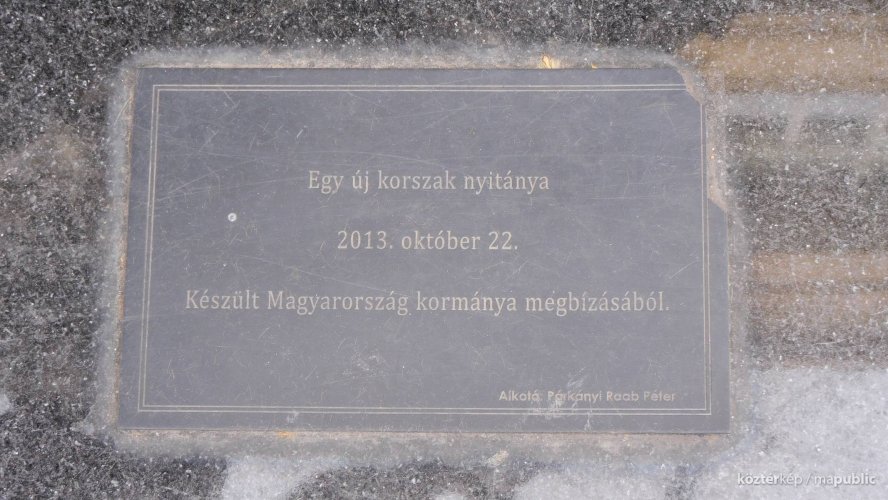 Egy új korszak nyitánya
2013. október 22.
Készült Magyarország kormánya megbízásából.
Alkotó: Párkányi Raab Péter
köztérkép / mapublic